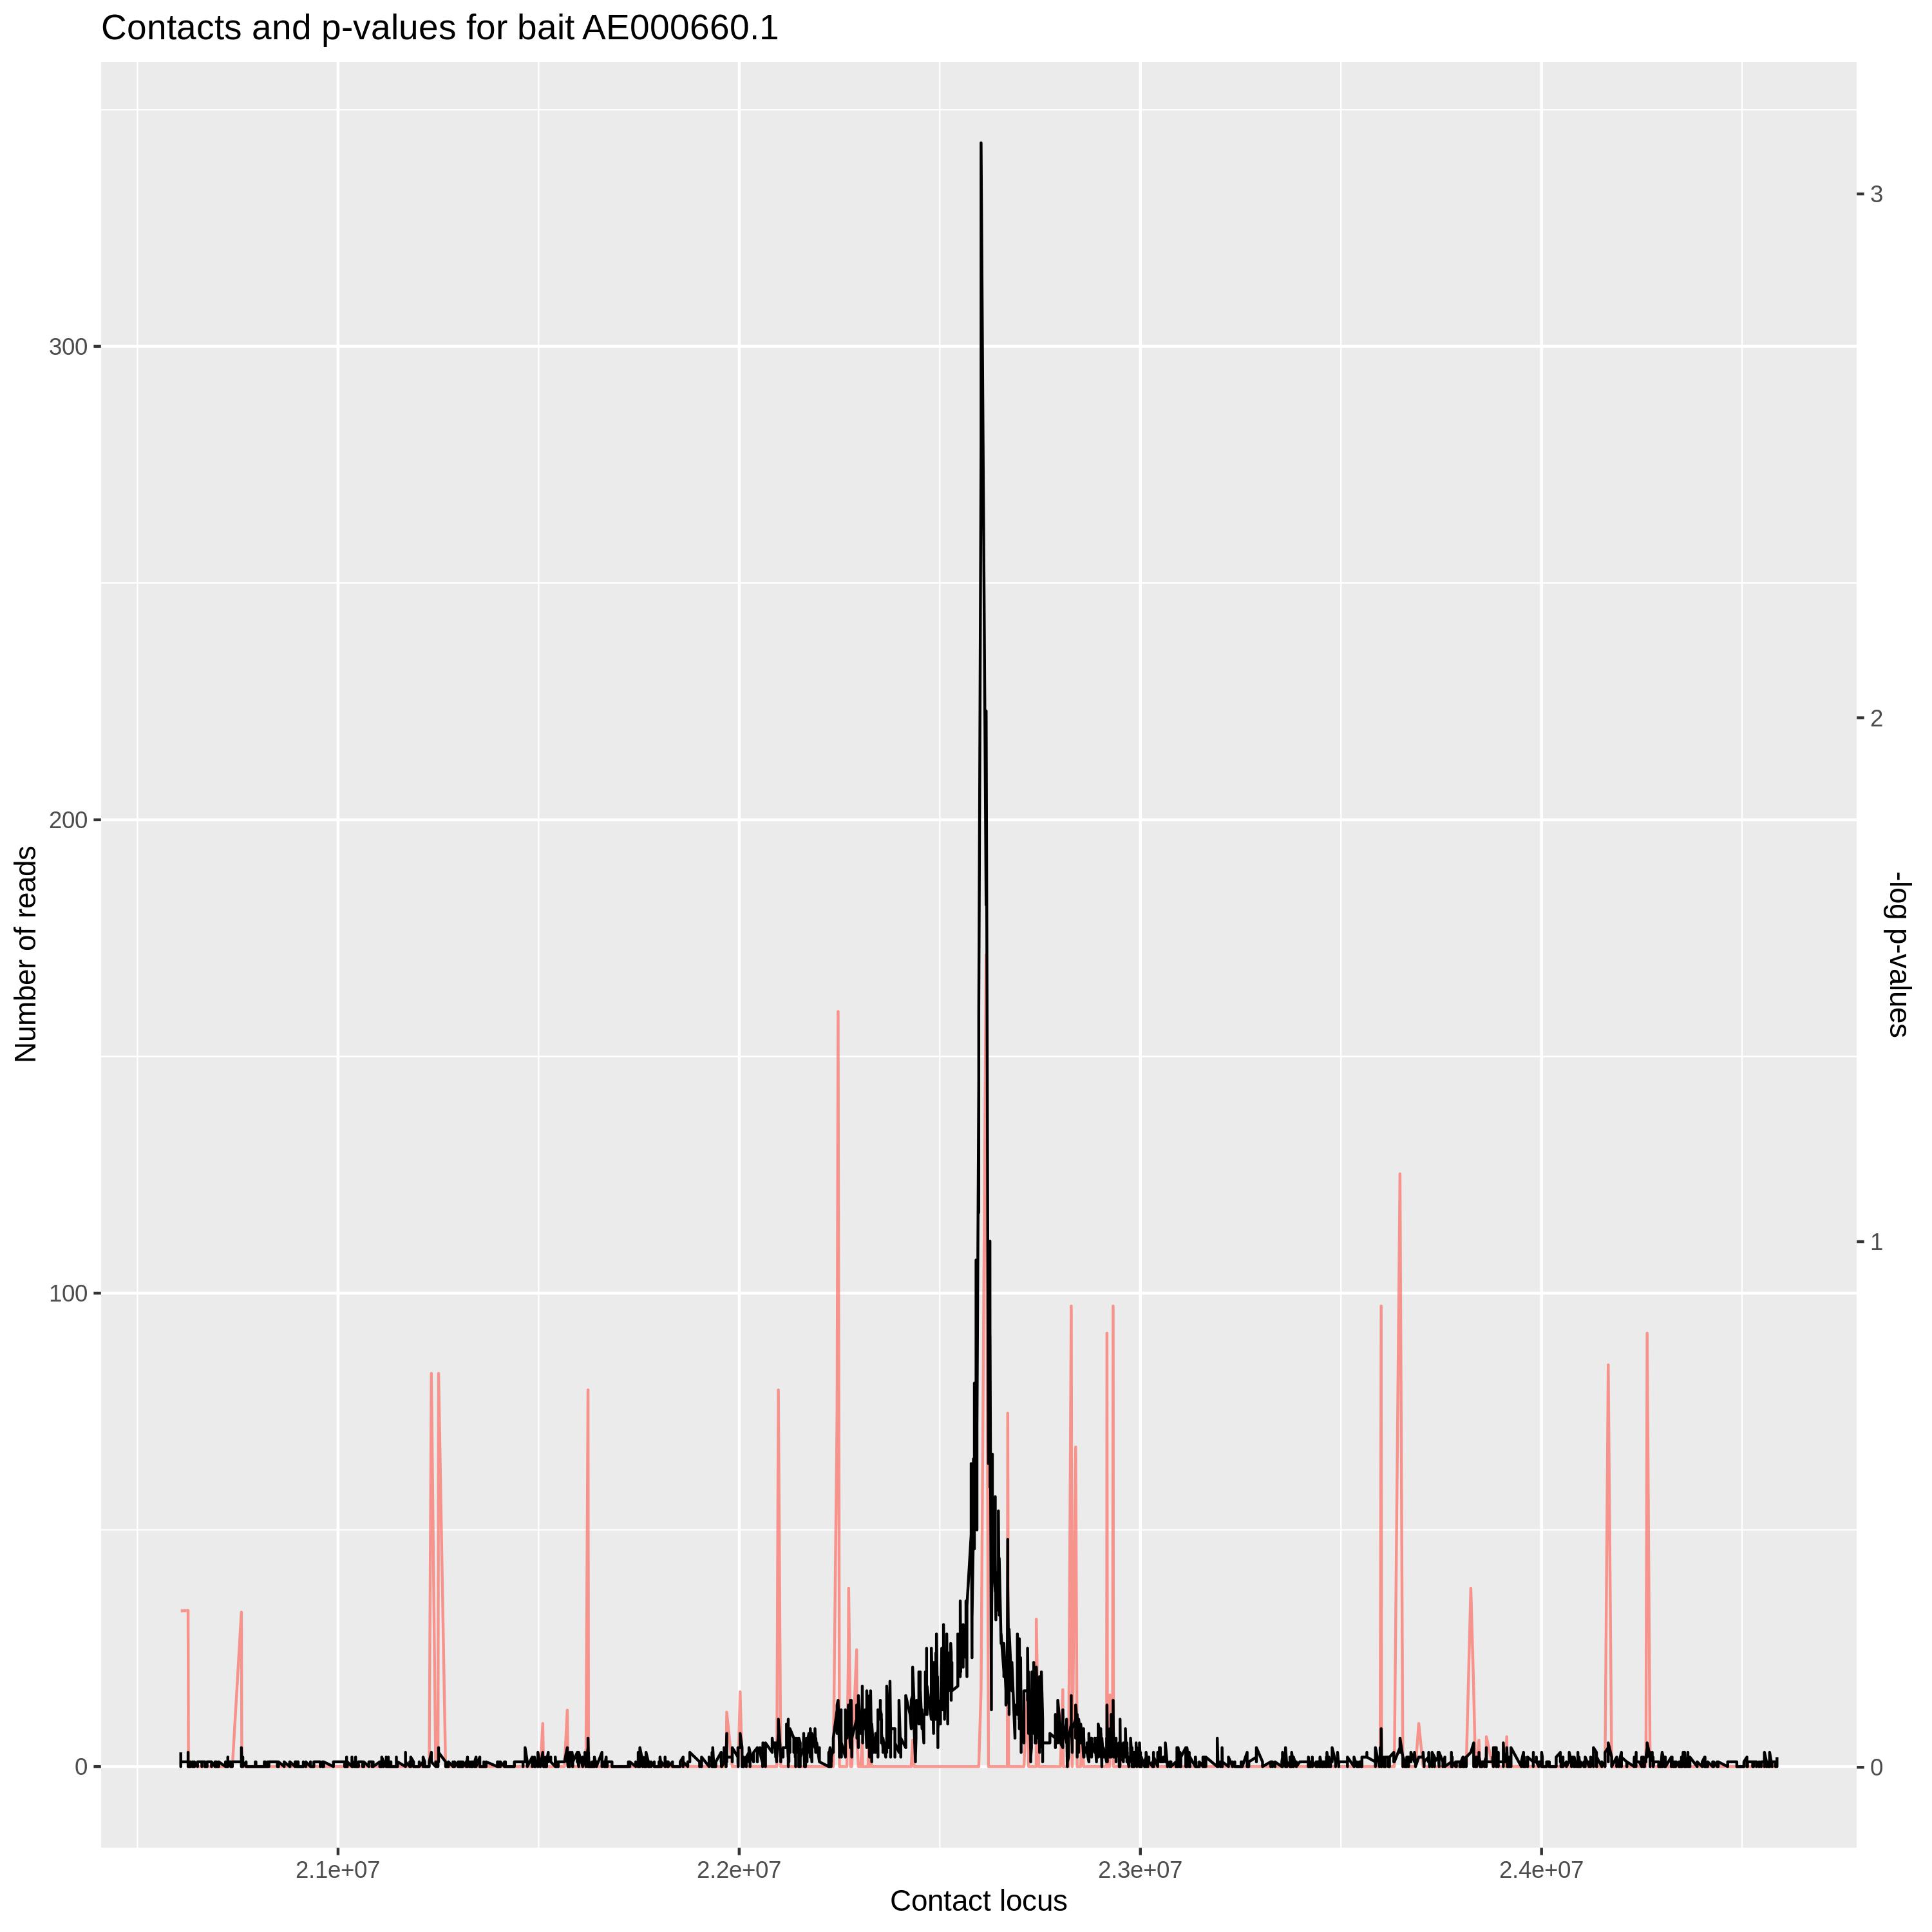 Contacts and p-values for bait AE000660.1
Number of reads
300
200
100
0
3
2
1
0
-log p-values
2.1e+07
2.2e+07
2.3e+07
2.4e+07
Contact locus